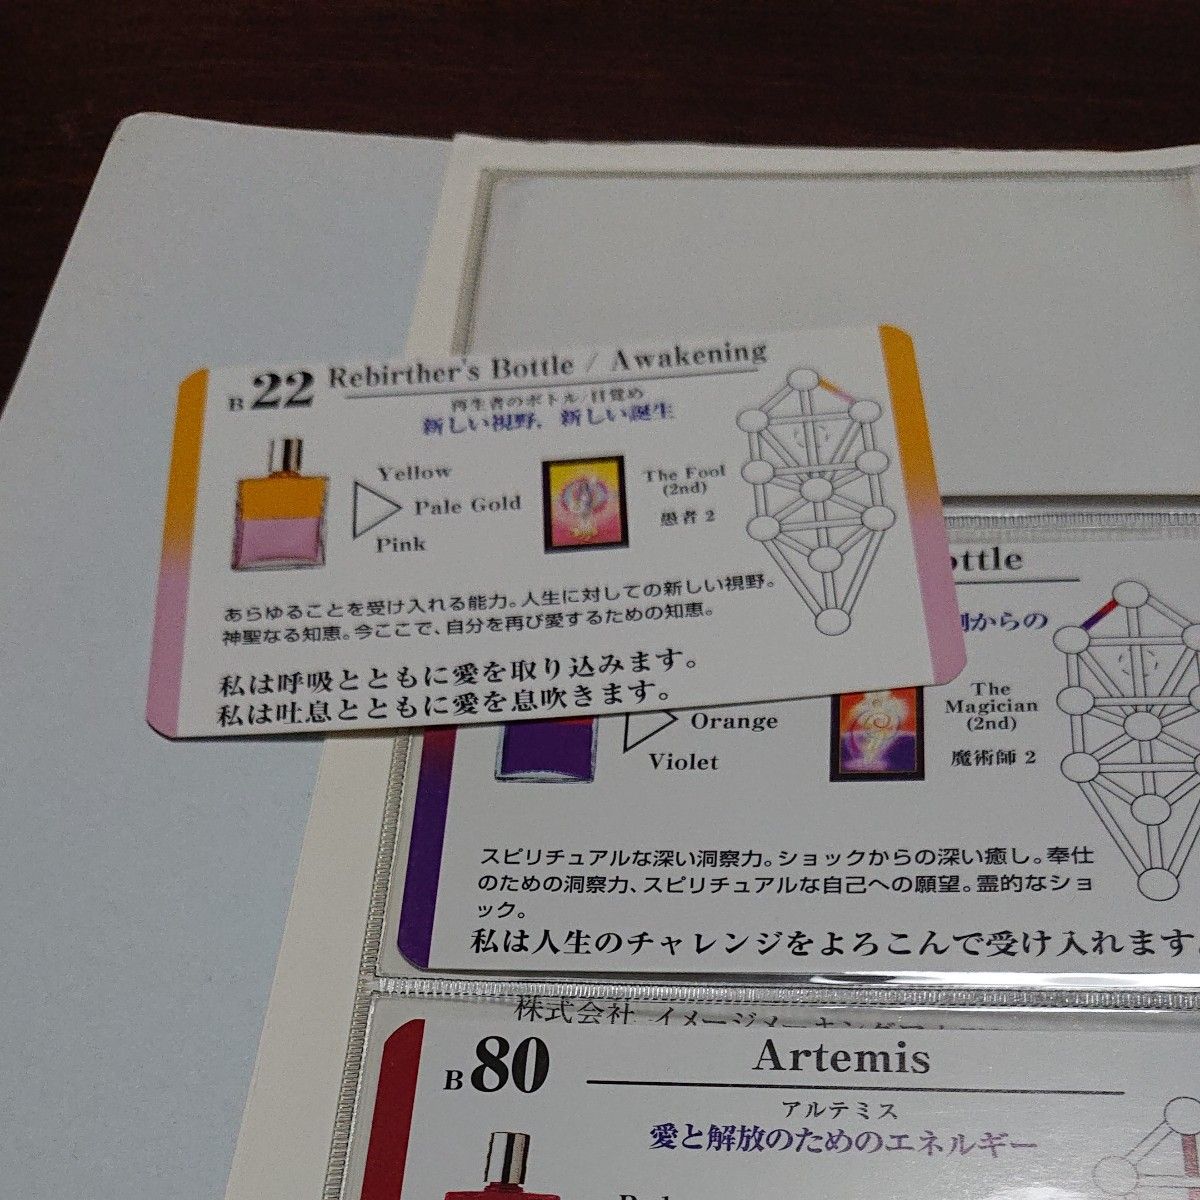 B22 Rebirther's Bottle / Awakening
再生者のボトル/目覚め
新しい視野、新しい誕生
Yellow
Pale Gold
Pink
The Fool
(2nd)
愚者 2
あらゆることを受け入れる能力。人生に対しての新しい視野。
神聖なる知恵。今ここで、自分を再び愛するための知恵。
私は呼吸とともに愛を取り込みます。
私は吐息とともに愛を息吹きます。
ottle
からの
Orange
Violet
The
Magician
(2nd)
魔術師 2
スピリチュアルな深い洞察力。ショックからの深い癒し。奉仕
のための洞察力、スピリチュアルな自己への願望。霊的なショ
ック。
私は人生のチャレンジをよろこんで受け入れます
株式会社 イメージメーキング
B80 Artemis
アルテミス
愛と解放のためのエネルギー